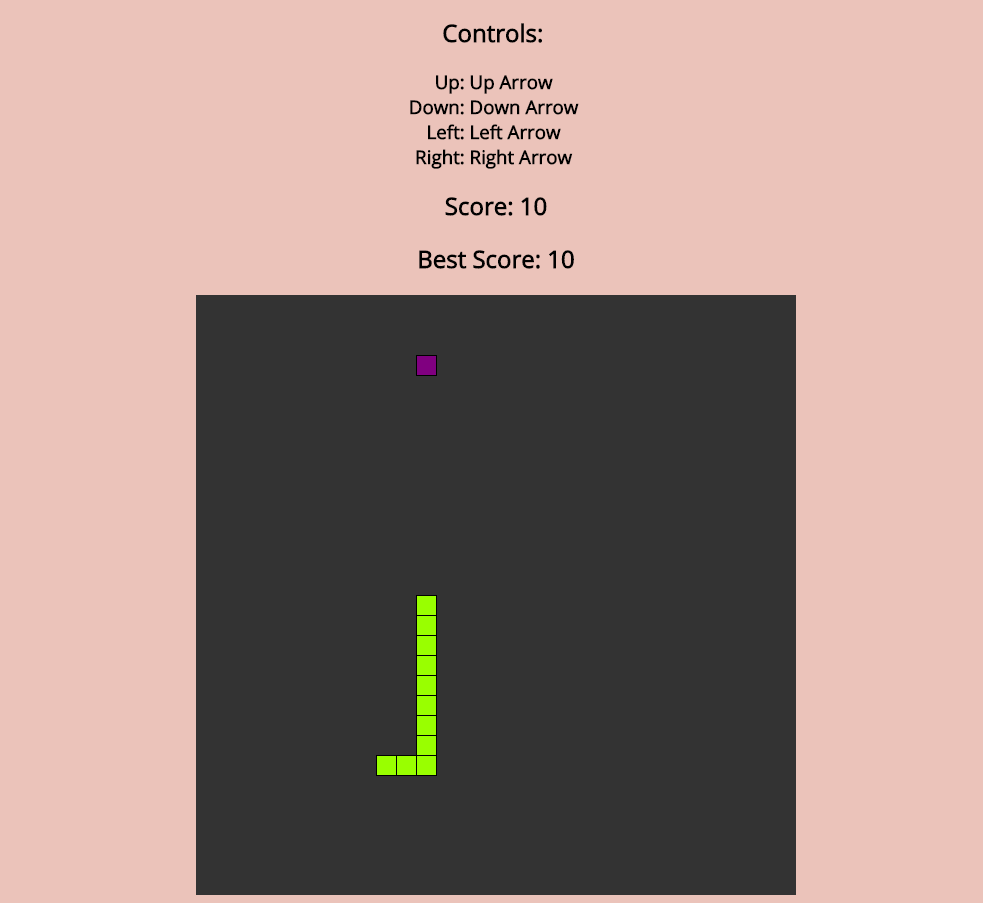 Controls:
Up: Up Arrow
Down: Down Arrow
Left: Left Arrow
Right: Right Arrow
Score: 10
Best Score: 10